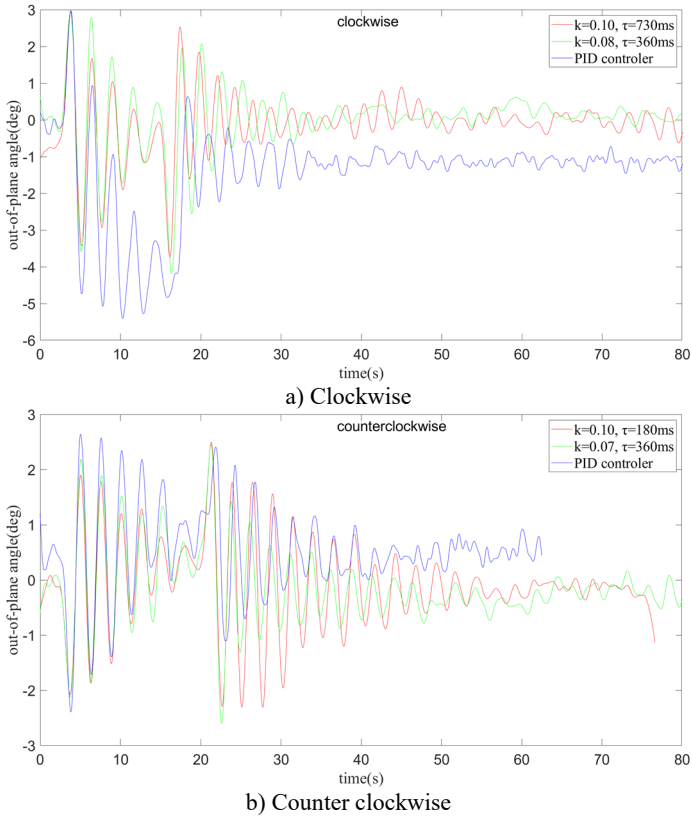 clockwise
k=0.10, τ=730ms
k=0.08, τ=360ms
PID controler
out-of-plane angle(deg)
3
2
1
0
-1
-2
-3
-4
-5
-6
0 10 20 30 40 50 60 70 80
time(s)
a) Clockwise
counterclockwise
k=0.10, τ=180ms
k=0.07, τ=360ms
PID controler
out-of-plane angle(deg)
3
2
1
0
-1
-2
-3
0 10 20 30 40 50 60 70 80
time(s)
b) Counter clockwise